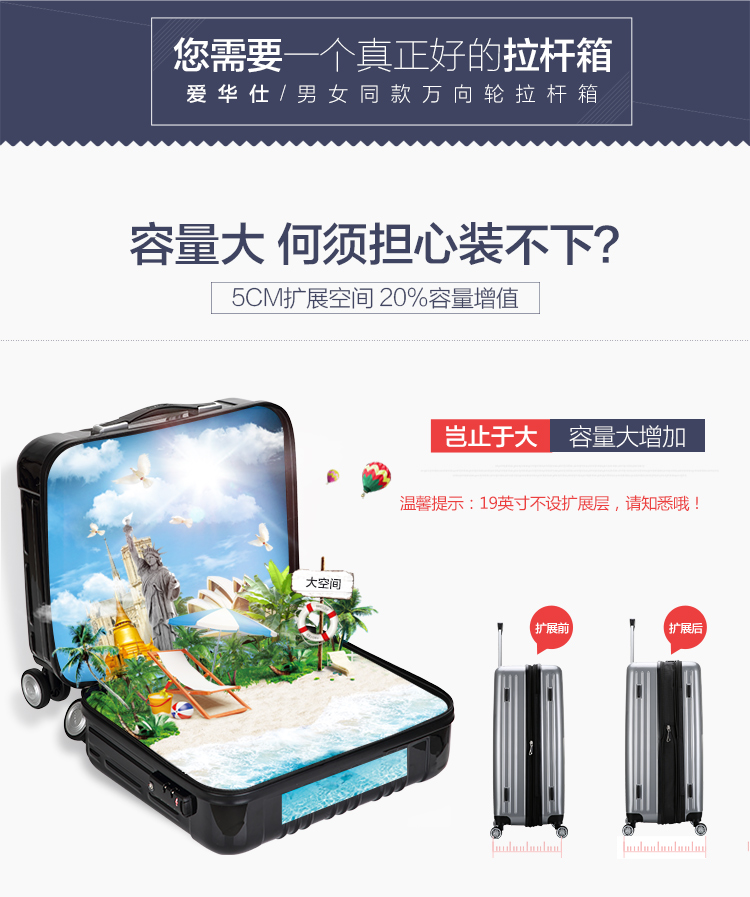 您需要一个真正好的拉杆箱
爱华仕/男女同款万向轮拉杆箱
容量大 何须担心装不下?
5CM扩展空间 20%容量增值
岂止于大 容量大增加
温馨提示：19英寸不设扩展层，请知悉哦！
大空间
扩展前
扩展后